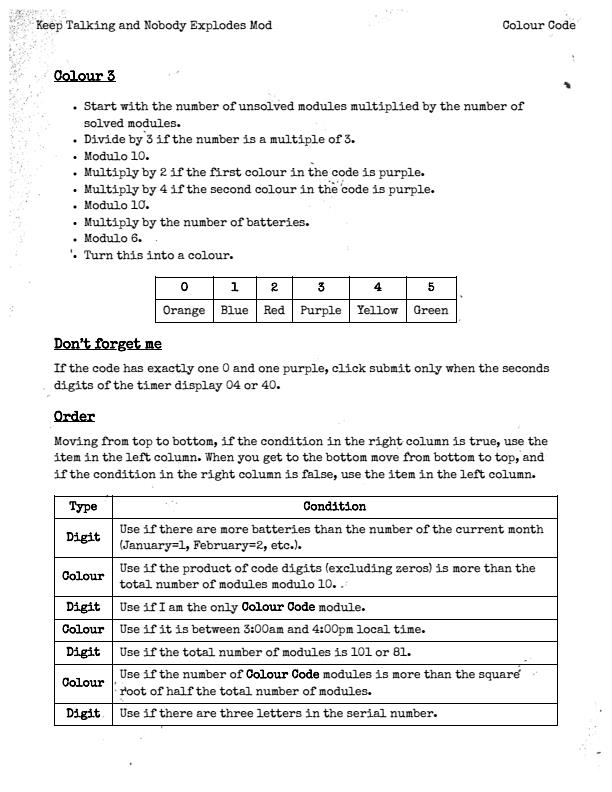 Keep Talking and Nobody Explodes Mod Colour Code
Colour 3
• Start with the number of unsolved modules multiplied by the number of
solved modules.
• Divide by 3 if the number is a multiple of 3.
• Modulo 10.
• Multiply by 2 if the first colour in the code is purple.
• Multiply by 4 if the second colour in the code is purple.
• Modulo 10.
• Multiply by the number of batteries.
• Modulo 6.
• Turn this into a colour.
0 1 2 3 4 5
Orange Blue Red Purple Yellow Green
Don't forget me
If the code has exactly one 0 and one purple, click submit only when the seconds
digits of the timer display 04 or 40.
Order
Moving from top to bottom, if the condition in the right column is true, use the
item in the left column. When you get to the bottom move from bottom to top, and
if the condition in the right column is false, use the item in the left column.
Type Condition
Digit Use if there are more batteries than the number of the current month
(January=1, February=2, etc.).
Colour Use if the product of code digits (excluding zeros) is more than the
total number of modules modulo 10.
Digit Use if I am the only Colour Code module.
Colour Use if it is between 3:00am and 4:00pm local time.
Digit Use if the total number of modules is 101 or 81.
Colour Use if the number of Colour Code modules is more than the square
root of half the total number of modules.
Digit Use if there are three letters in the serial number.